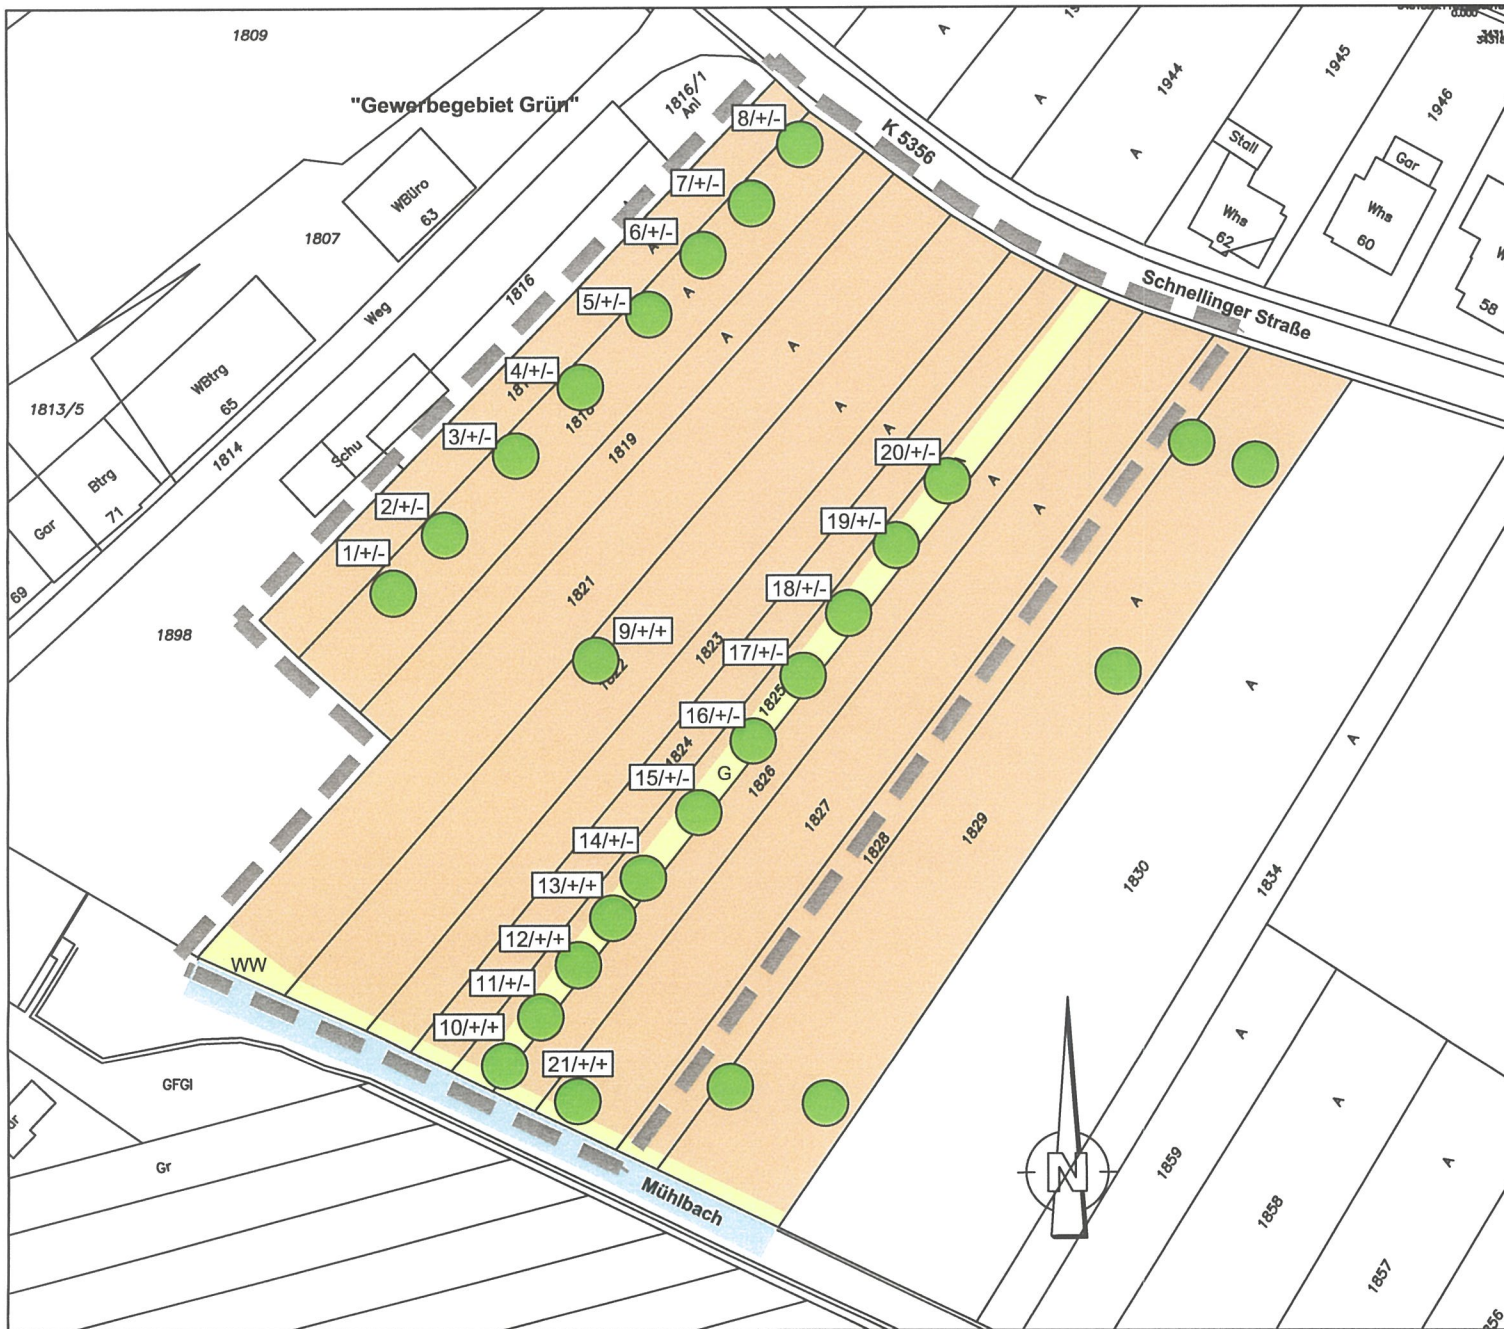 1809
"Gewerbegebiet Grün"
1816/1
Anl
8/+/-
K 5356
A
A
A
1944
1945
1946
Stall
Gar
Whs
62
Whs
60
58
Schnellinger Straße
WBüro
63
1807
7/+/-
6/+/-
A
1816
5/+/-
A
Weg
A
A
4/+/-
1818
WBtrg
65
1813/5
1814
3/+/-
Schu
1819
A
A
20/+/-
A
A
Btrg
71
Gar
69
2/+/-
1/+/-
19/+/-
A
1821
18/+/-
A
1898
9/+/+
1822
1823
17/+/-
A
1825
16/+/-
1824
A
15/+/-
G
1826
1827
1828
1829
14/+/-
13/+/+
1830
1834
12/+/+
WW
11/+/-
10/+/+
A
21/+/+
GFGl
Gr
A
N
Mühlbach
1859
A
1858
1857